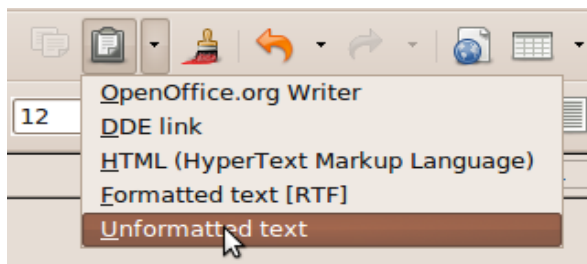 12
OpenOffice.org Writer
DDE link
HTML (HyperText Markup Language)
Formatted text [RTF]
Unformatted text